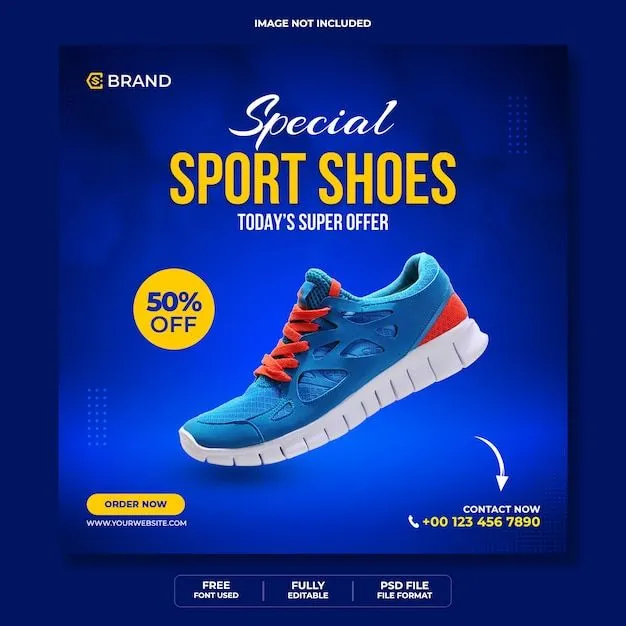 IMAGE NOT INCLUDED
BRAND
Special
SPORT SHOES
TODAY'S SUPER OFFER
50%
OFF
ORDER NOW
WWW.YOURWEBSITE.COM
CONTACT NOW
+00 123 456 7890
FREE
FONT USED
FULLY
EDITABLE
PSD FILE
FILE FORMAT